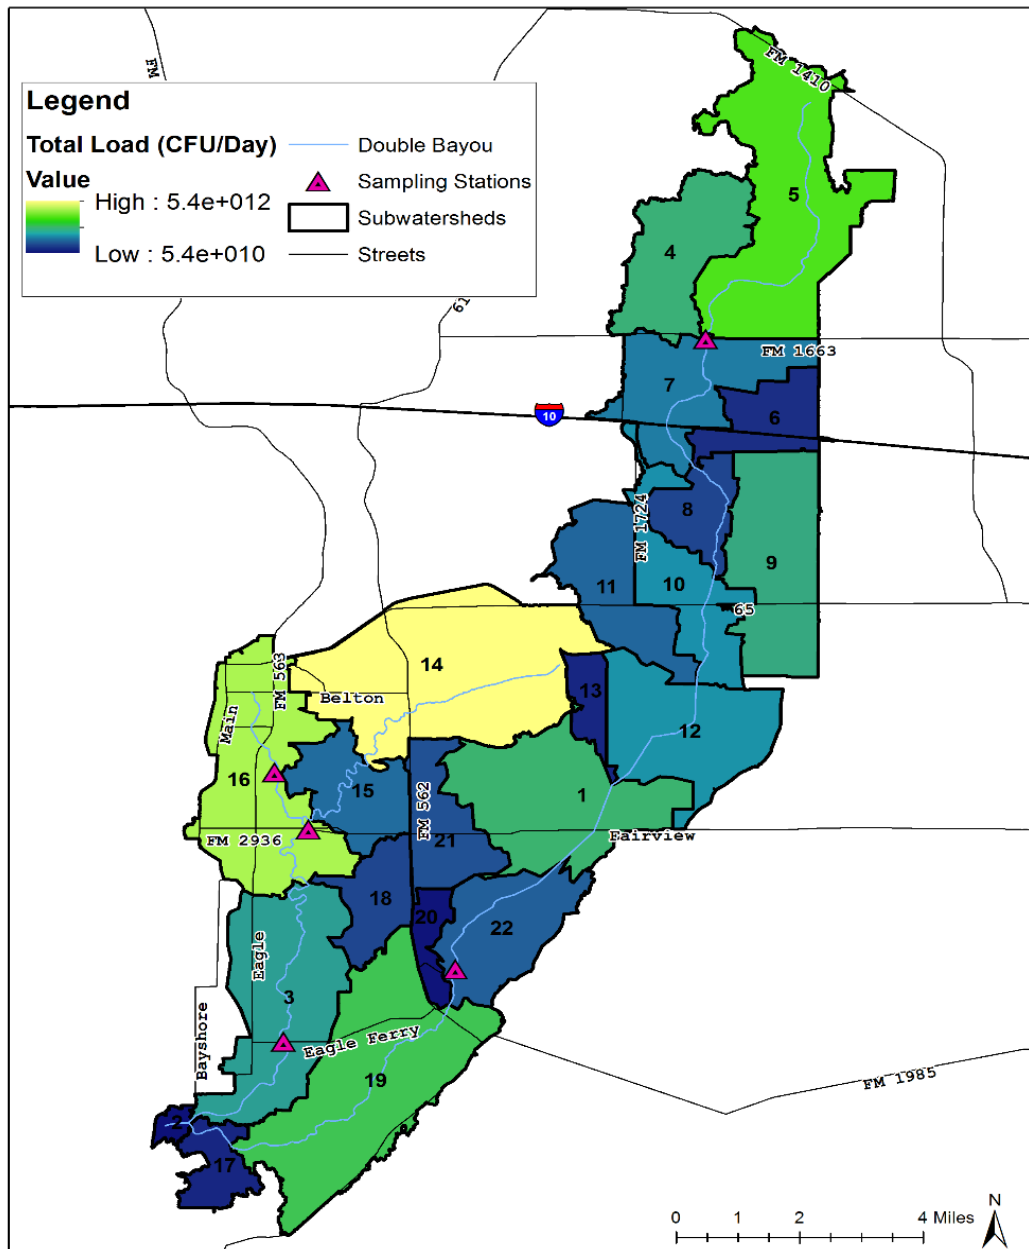 FM
FM 1410
Legend
Total Load (CFU/Day)
Value
High : 5.4e+012
Low : 5.4e+010
Double Bayou
Sampling Stations
Subwatersheds
Streets
5
4
61
FM 1663
7
6
10
8
FM 1724
9
11
10
65
14
FM 563
Belton
13
Main
12
16
15
FM 562
1
FM 2936
21
Fairview
18
20
22
Eagle
3
Bayshore
Eagle Ferry
19
FM 1985
2
17
N
0 1 2 4 Miles